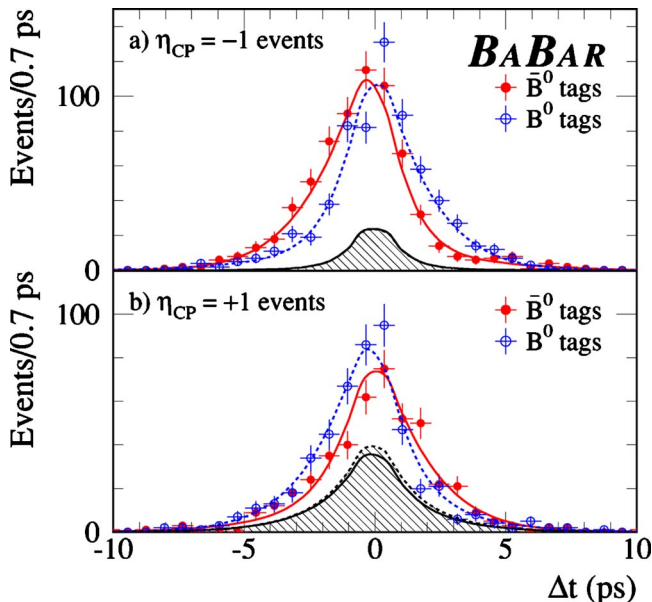 a) η_CP = −1 events
BABAR
B̄⁰ tags
B⁰ tags
Events/0.7 ps
100
0
b) η_CP = +1 events
B̄⁰ tags
B⁰ tags
Events/0.7 ps
100
0
-10 -5 0 5 10
Δt (ps)